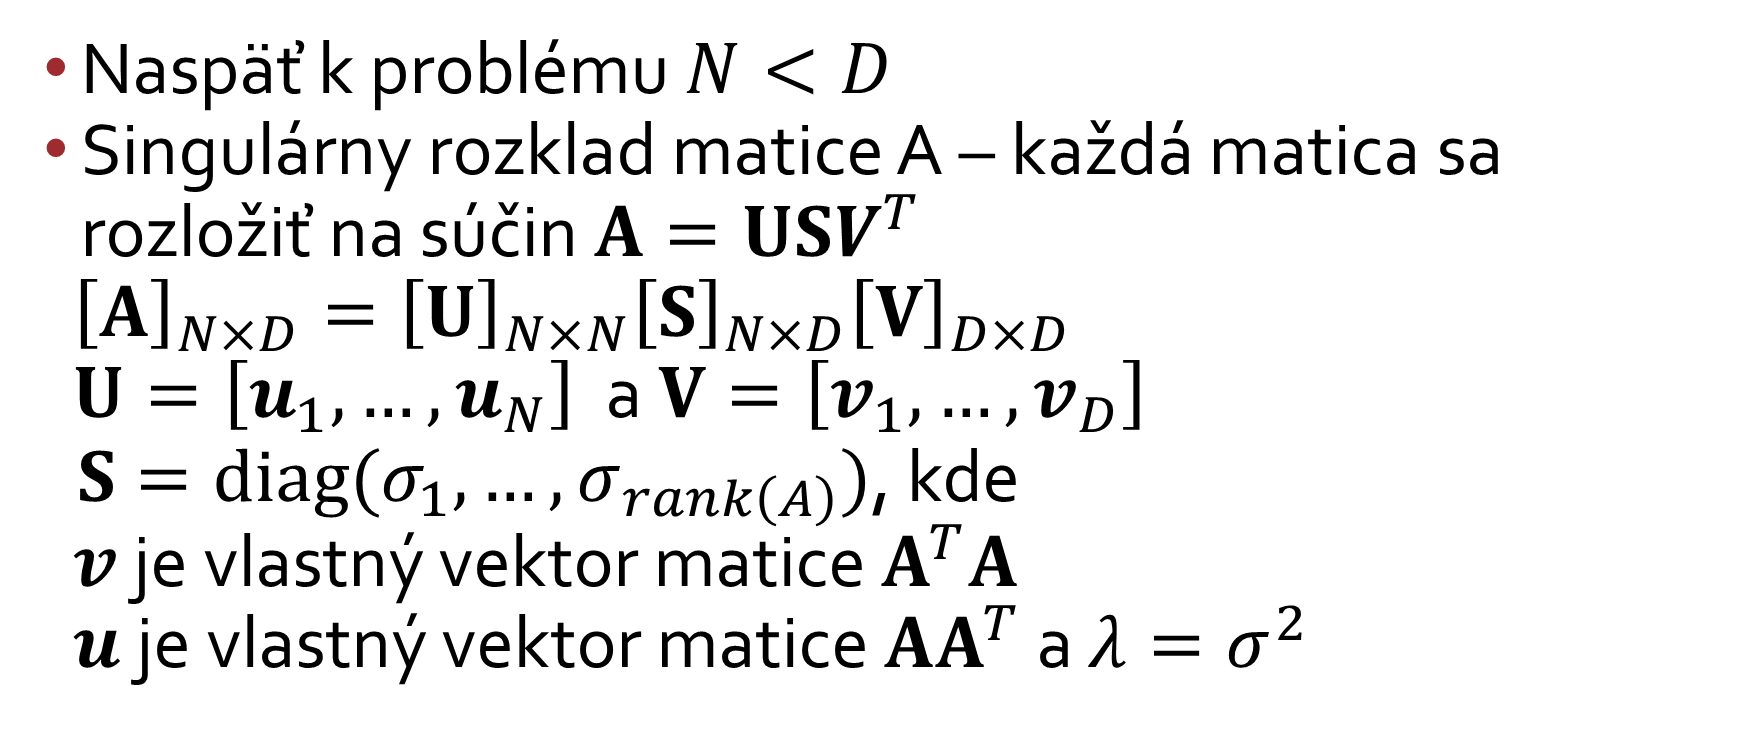 • Naspäť k problému N < D
• Singulárny rozklad matice A – každá matica sa
rozložiť na súčin A = USV^T
[A]_{N×D} = [U]_{N×N}[S]_{N×D}[V]_{D×D}
U = [u_1, … , u_N] a V = [v_1, … , v_D]
S = diag(σ_1, … , σ_{rank(A)}), kde
v je vlastný vektor matice A^T A
u je vlastný vektor matice AA^T a λ = σ^2